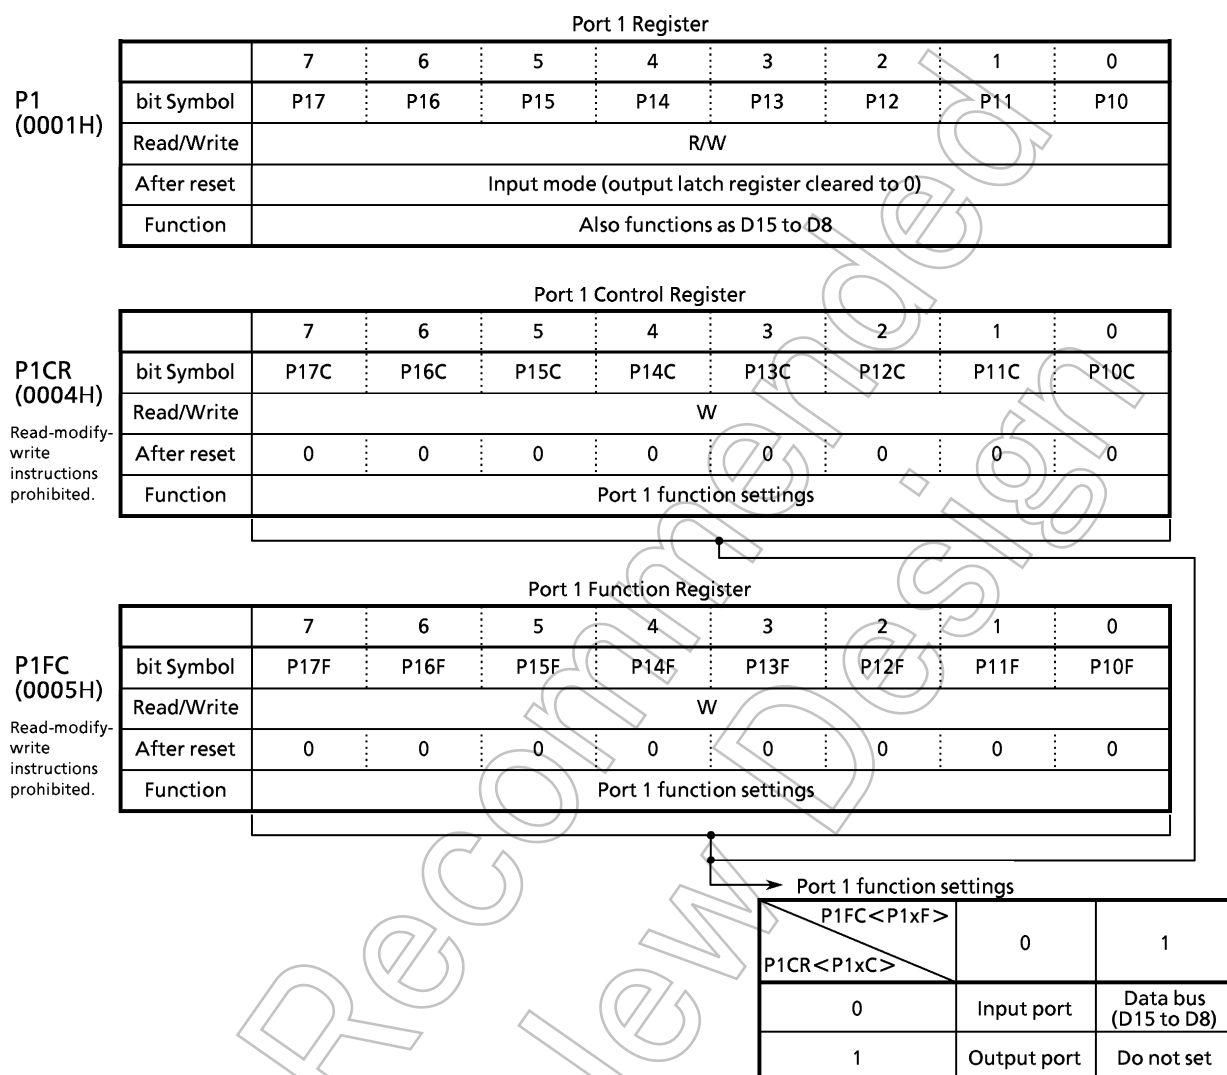 Port 1 Register
7 6 5 4 3 2 1 0
P1
(0001H)
bit Symbol P17 P16 P15 P14 P13 P12 P11 P10
Read/Write R/W
After reset Input mode (output latch register cleared to 0)
Function Also functions as D15 to D8
Port 1 Control Register
7 6 5 4 3 2 1 0
P1CR
(0004H)
Read-modify-
write
instructions
prohibited.
bit Symbol P17C P16C P15C P14C P13C P12C P11C P10C
Read/Write W
After reset 0 0 0 0 0 0 0 0
Function Port 1 function settings
Port 1 Function Register
7 6 5 4 3 2 1 0
P1FC
(0005H)
Read-modify-
write
instructions
prohibited.
bit Symbol P17F P16F P15F P14F P13F P12F P11F P10F
Read/Write W
After reset 0 0 0 0 0 0 0 0
Function Port 1 function settings
Port 1 function settings
P1FC<P1xF> 0 1
P1CR<P1xC>
0 Input port Data bus
(D15 to D8)
1 Output port Do not set
Recommended
ew Design